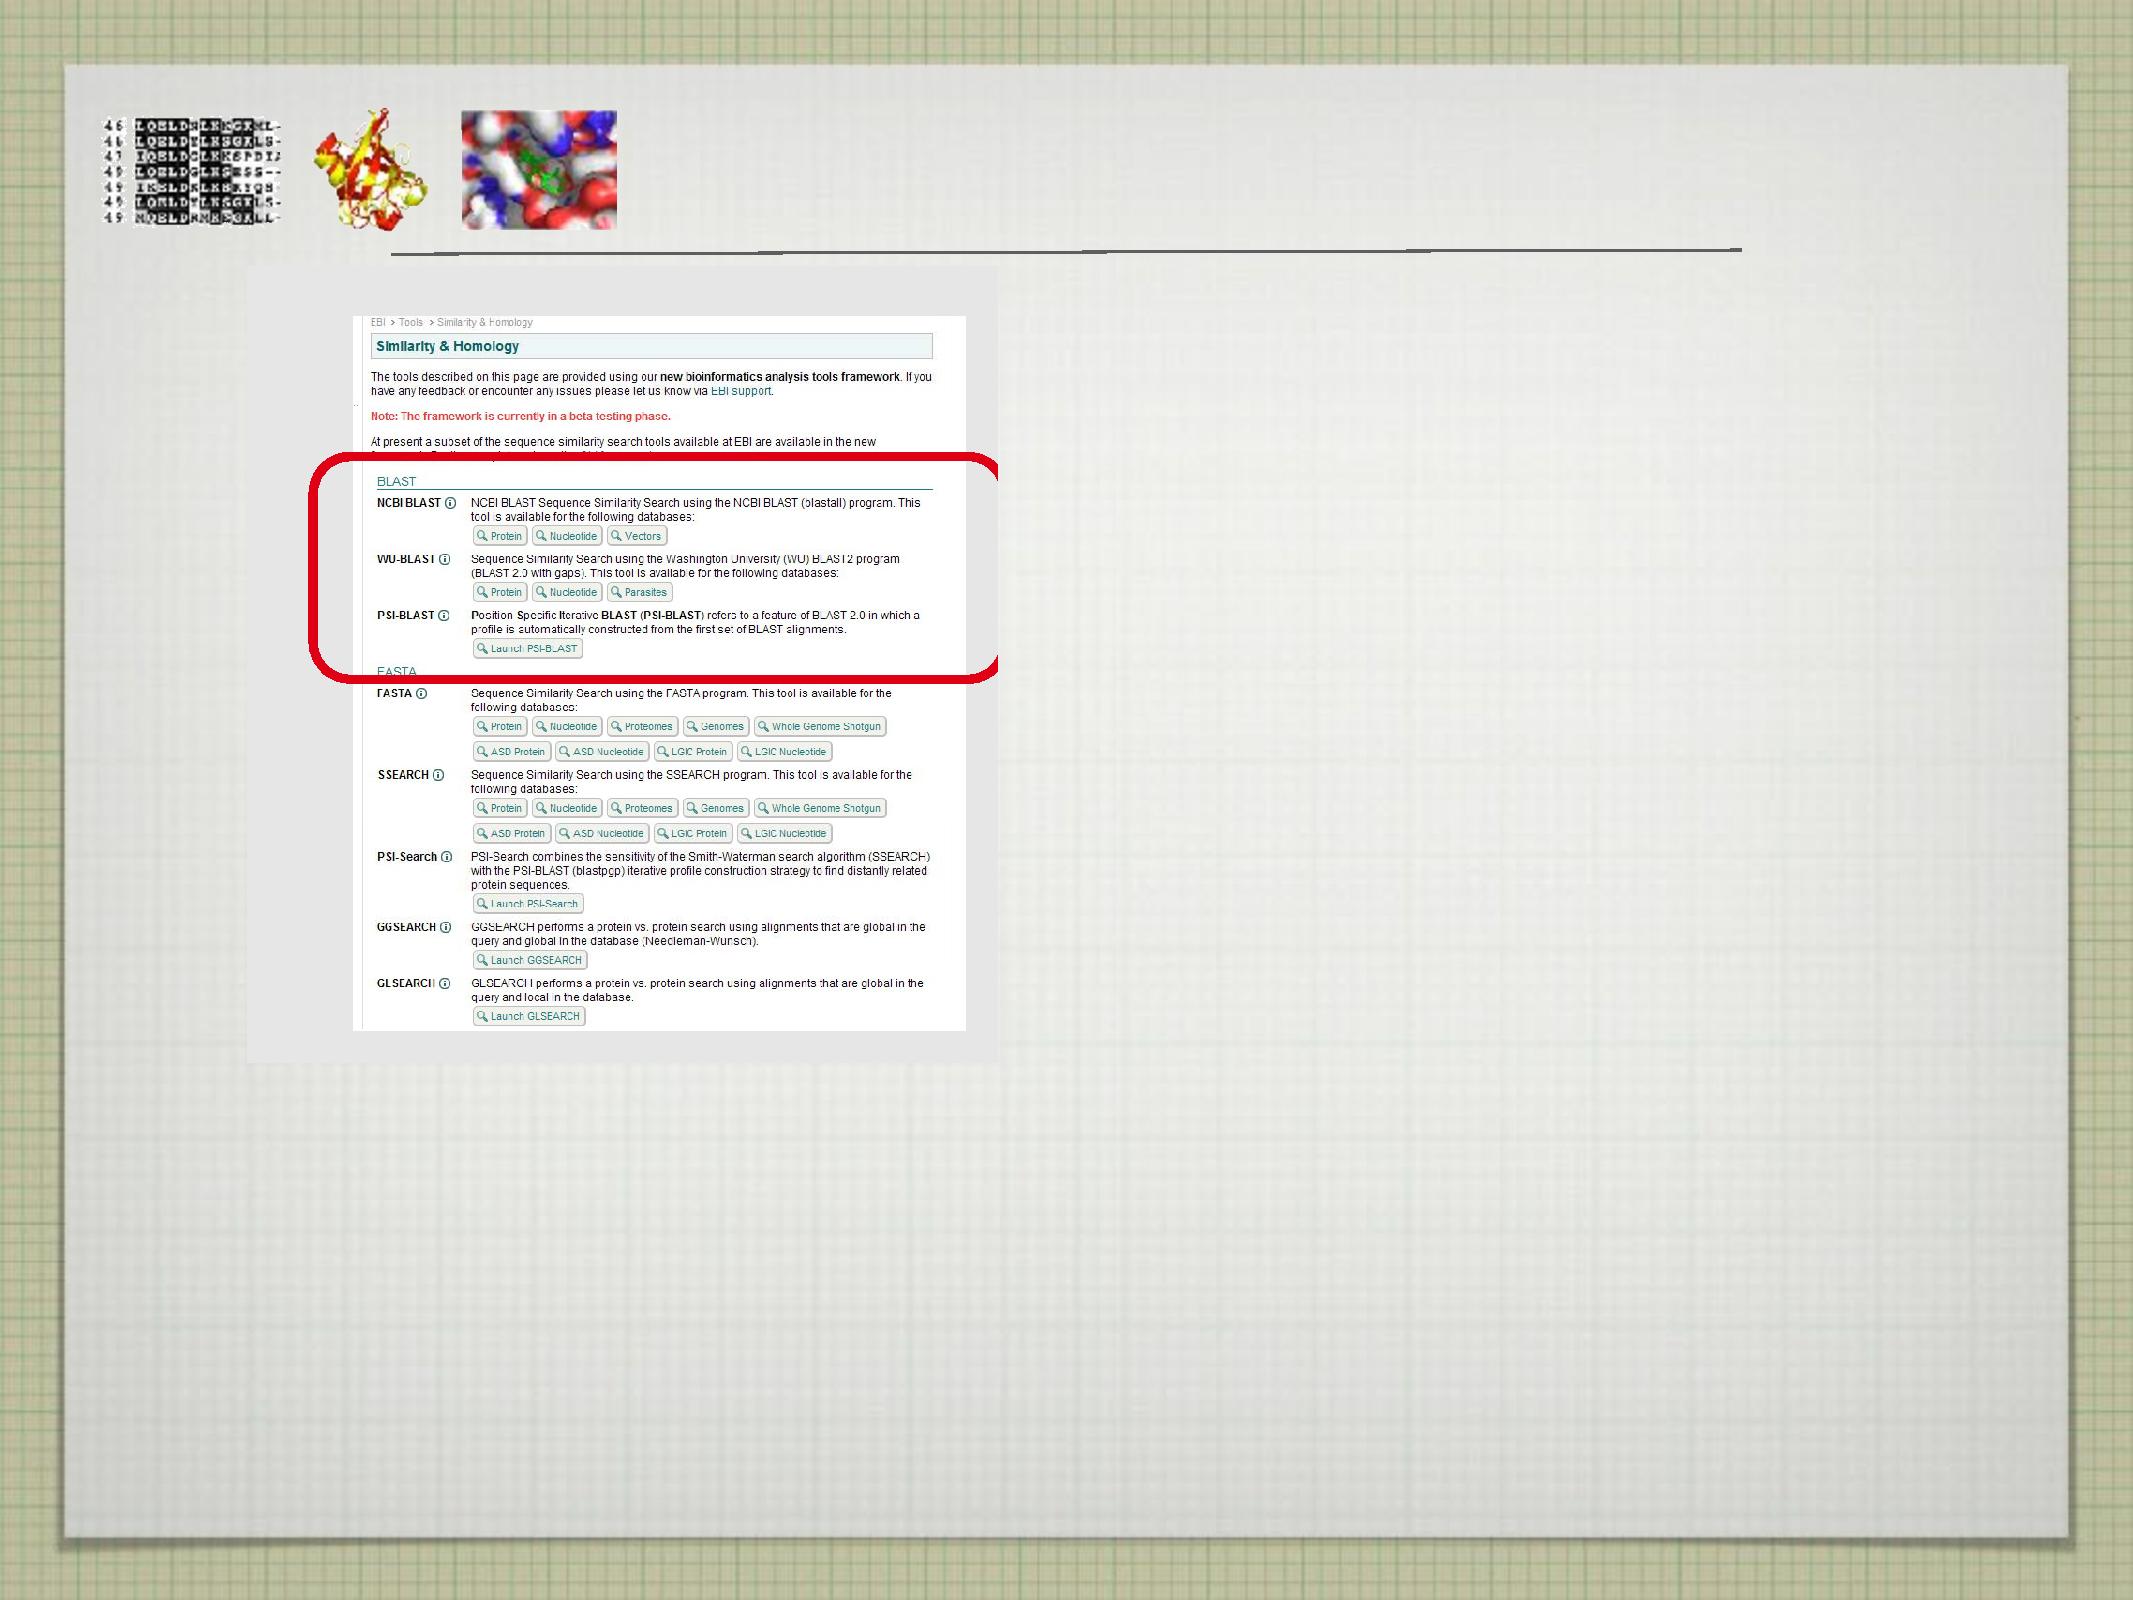 EBI > Tools > Similarity & Homology
Similarity & Homology
The tools described on this page are provided using our new bioinformatics analysis tools framework. If you
have any feedback or encounter any issues please let us know via EBI support.
Note: The framework is currently in a beta testing phase.
At present a subset of the sequence similarity search tools available at EBI are available in the new
BLAST
NCBI BLAST NCBI BLAST Sequence Similarity Search using the NCBI BLAST (blastall) program. This
tool is available for the following databases:
Protein Nucleotide Vectors
WU-BLAST Sequence Similarity Search using the Washington University (WU) BLAST2 program
(BLAST 2.0 with gaps). This tool is available for the following databases:
Protein Nucleotide Parasites
PSI-BLAST Position Specific Iterative BLAST (PSI-BLAST) refers to a feature of BLAST 2.0 in which a
profile is automatically constructed from the first set of BLAST alignments.
Launch PSI-BLAST
FASTA
FASTA Sequence Similarity Search using the FASTA program. This tool is available for the
following databases:
Protein Nucleotide Proteomes Genomes Whole Genome Shotgun
ASD Protein ASD Nucleotide LGIC Protein LGIC Nucleotide
SSEARCH Sequence Similarity Search using the SSEARCH program. This tool is available for the
following databases:
Protein Nucleotide Proteomes Genomes Whole Genome Shotgun
ASD Protein ASD Nucleotide LGIC Protein LGIC Nucleotide
PSI-Search PSI-Search combines the sensitivity of the Smith-Waterman search algorithm (SSEARCH)
with the PSI-BLAST (blastpgp) iterative profile construction strategy to find distantly related
protein sequences.
Launch PSI-Search
GGSEARCH GGSEARCH performs a protein vs. protein search using alignments that are global in the
query and global in the database (Needleman-Wunsch).
Launch GGSEARCH
GLSEARCH GLSEARCH performs a protein vs. protein search using alignments that are global in the
query and local in the database.
Launch GLSEARCH